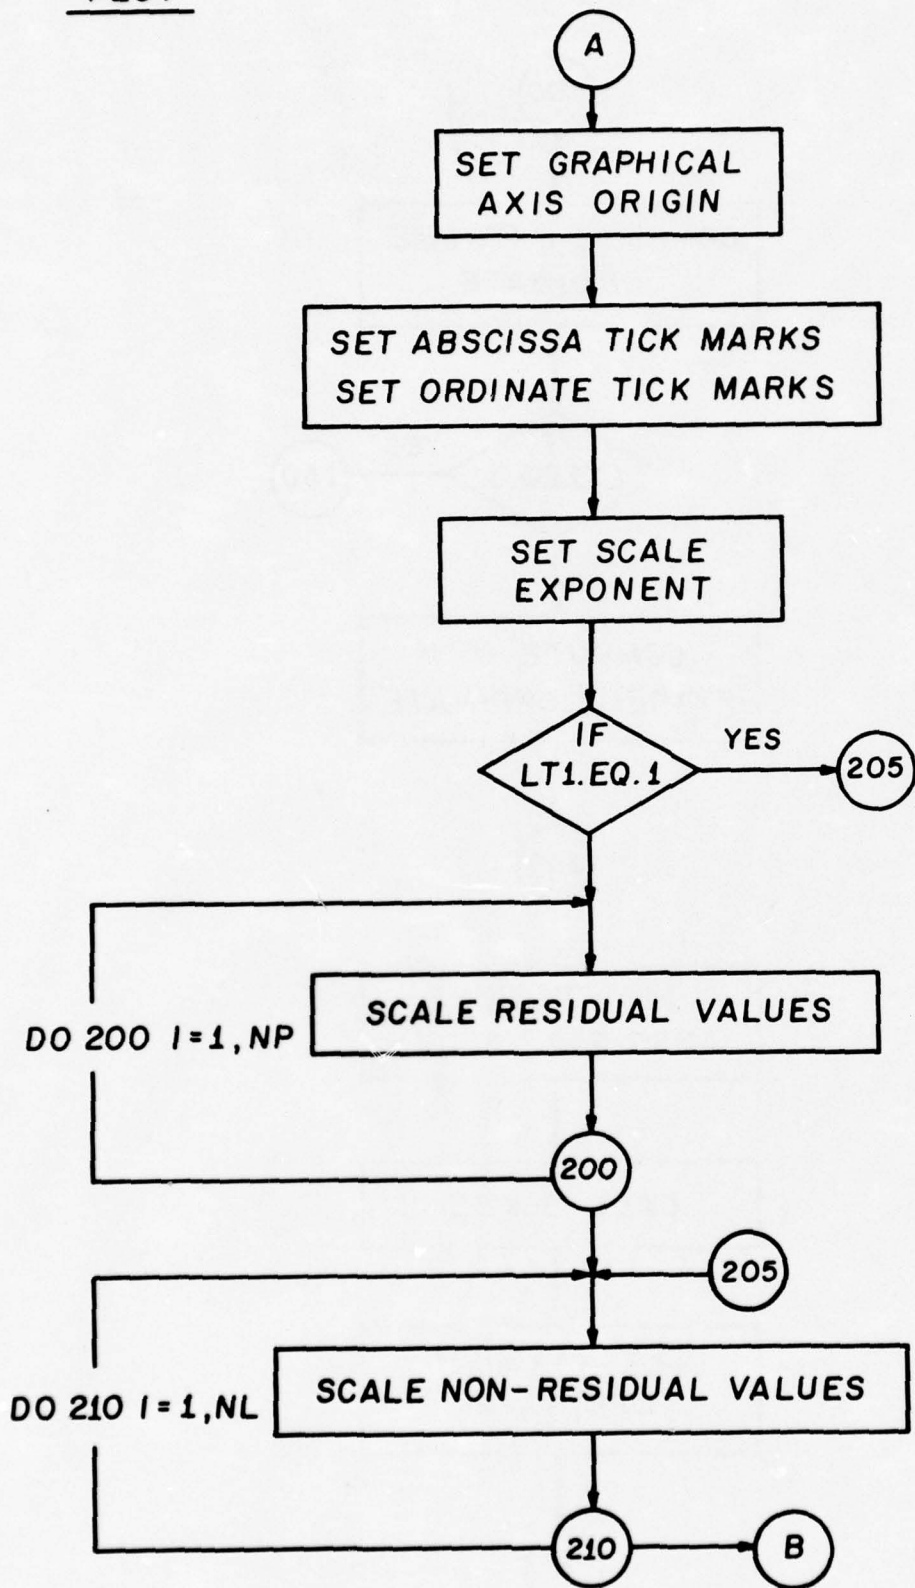 A
SET GRAPHICAL
AXIS ORIGIN
SET ABSCISSA TICK MARKS
SET ORDINATE TICK MARKS
SET SCALE
EXPONENT
IF
LT1.EQ.1
YES
205
DO 200 I=1,NP
SCALE RESIDUAL VALUES
200
205
DO 210 I=1,NL
SCALE NON-RESIDUAL VALUES
210
B